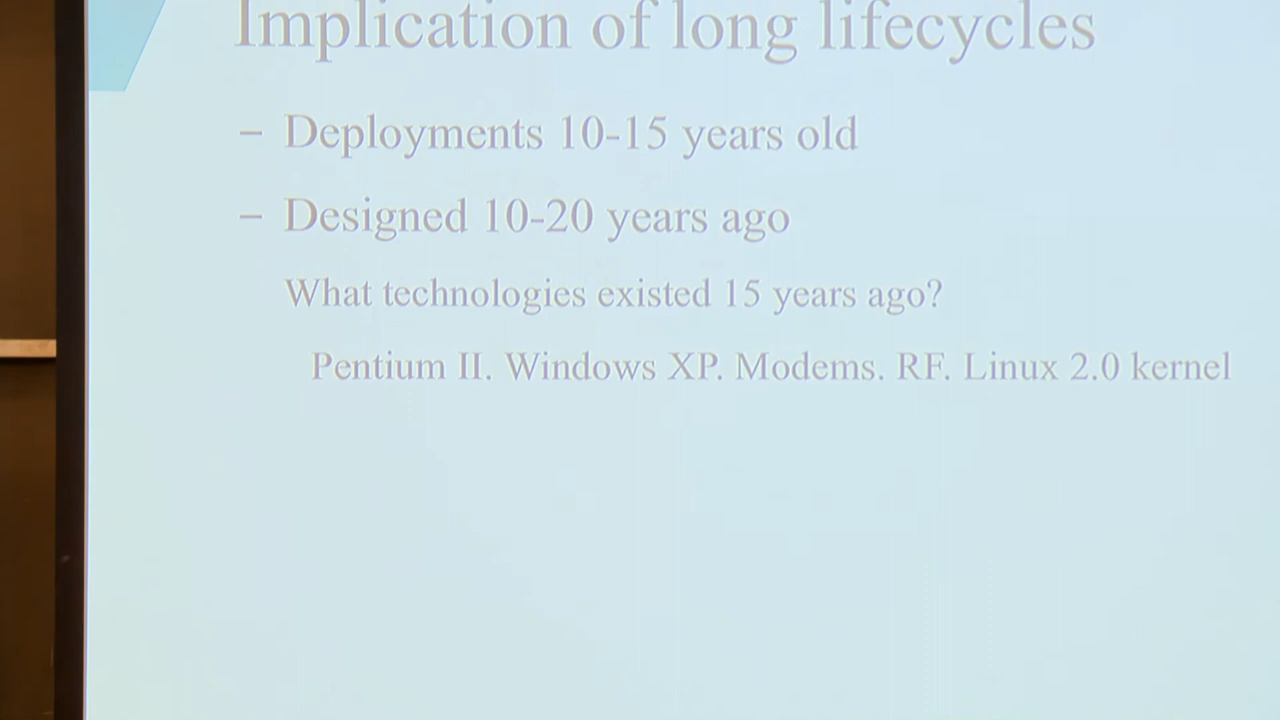 Implication of long lifecycles
– Deployments 10-15 years old
– Designed 10-20 years ago
What technologies existed 15 years ago?
Pentium II. Windows XP. Modems. RF. Linux 2.0 kernel